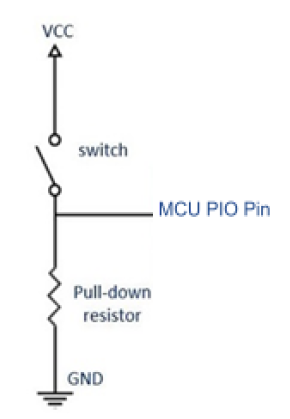 VCC
switch
MCU PIO Pin
Pull-down
resistor
GND